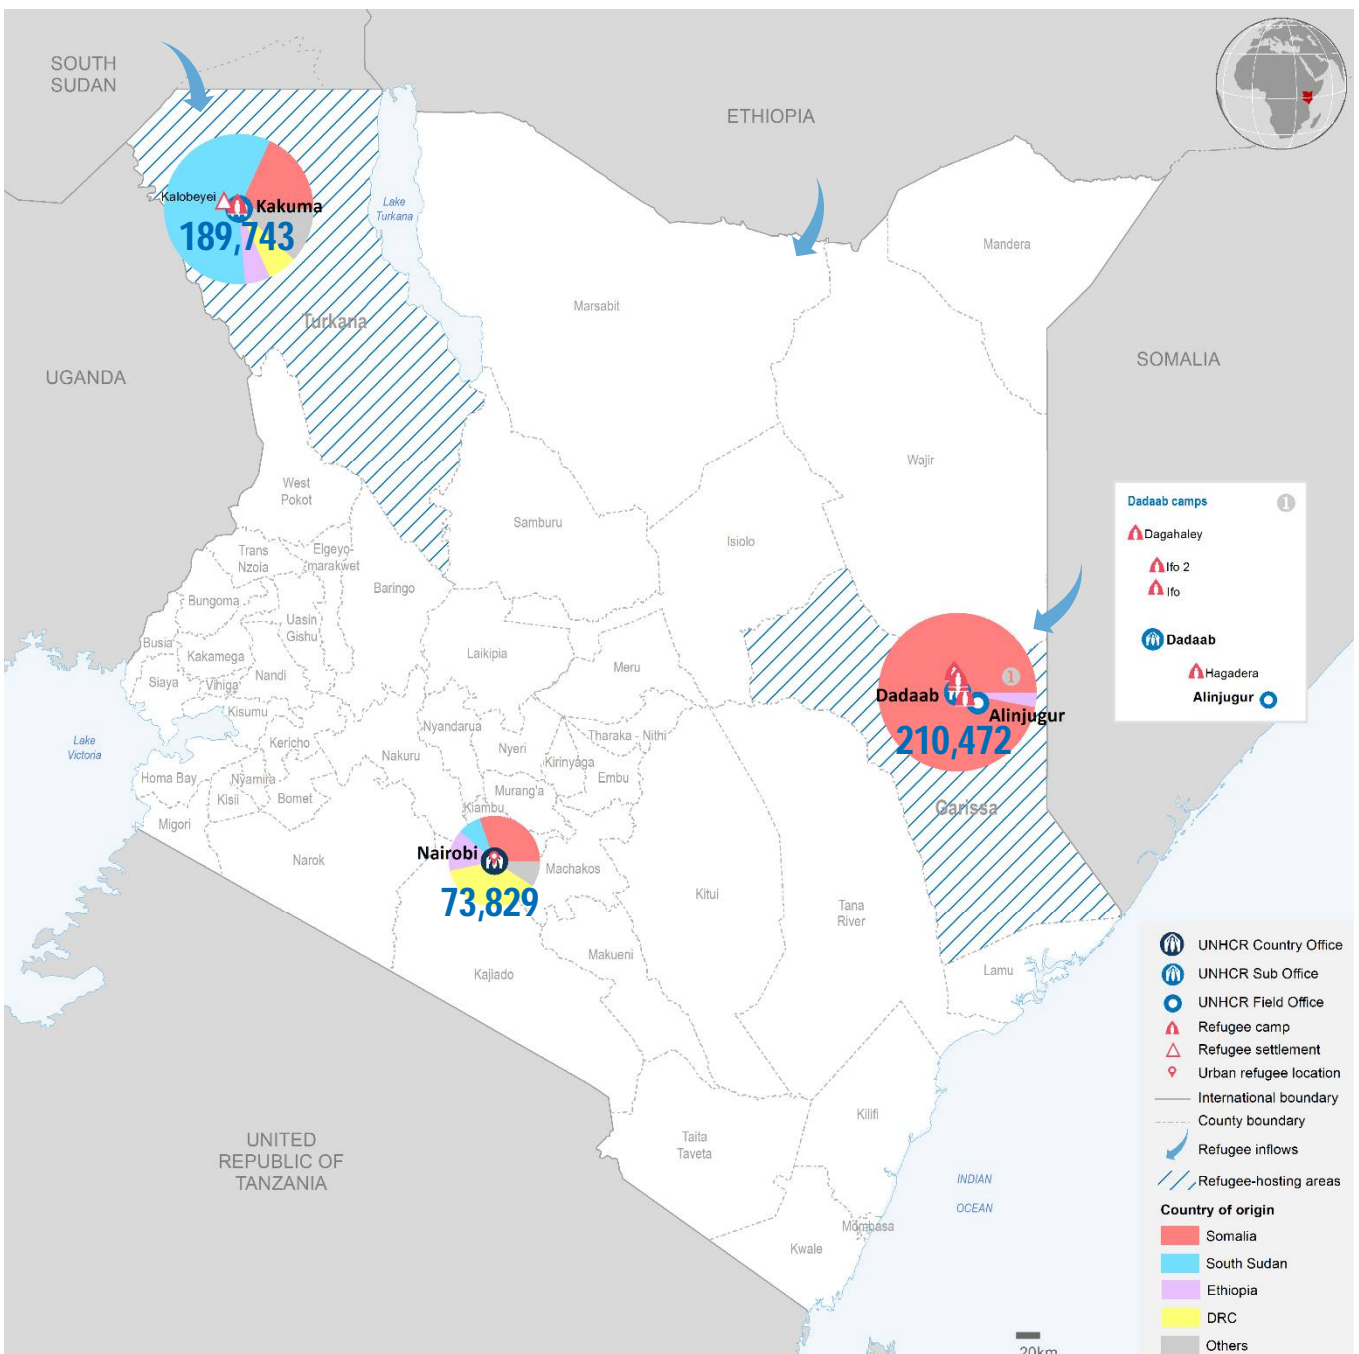 SOUTH
SUDAN
ETHIOPIA
Kalobeyei
Kakuma
189,743
Lake
Turkana
Mandera
Marsabit
Turkana
SOMALIA
UGANDA
Wajir
West
Pokot
Samburu
Isiolo
Dadaab camps
1
Dagahaley
Ifo 2
Ifo
Dadaab
Hagadera
Alinjugur
Trans
Nzoia
Elgeyo-
marakwet
Baringo
Bungoma
Uasin
Gishu
Busia
Kakamega
Laikipia
Meru
Siaya
Vihiga
Nandi
Kisumu
1
Dadaab
Alinjugur
210,472
Nyandarua
Tharaka - Nithi
Lake
Victoria
Kericho
Nakuru
Nyeri
Kirinyaga
Embu
Homa Bay
Nyamira
Murang'a
Kisii
Bomet
Kiambu
Garissa
Migori
Narok
Nairobi
73,829
Machakos
Kitui
Tana
River
Makueni
Kajiado
Lamu
UNHCR Country Office
UNHCR Sub Office
UNHCR Field Office
Refugee camp
Refugee settlement
Urban refugee location
International boundary
County boundary
Refugee inflows
Refugee-hosting areas
Country of origin
Somalia
South Sudan
Ethiopia
DRC
Others
Kilifi
Taita
Taveta
UNITED
REPUBLIC OF
TANZANIA
INDIAN
OCEAN
Mombasa
Kwale
20km